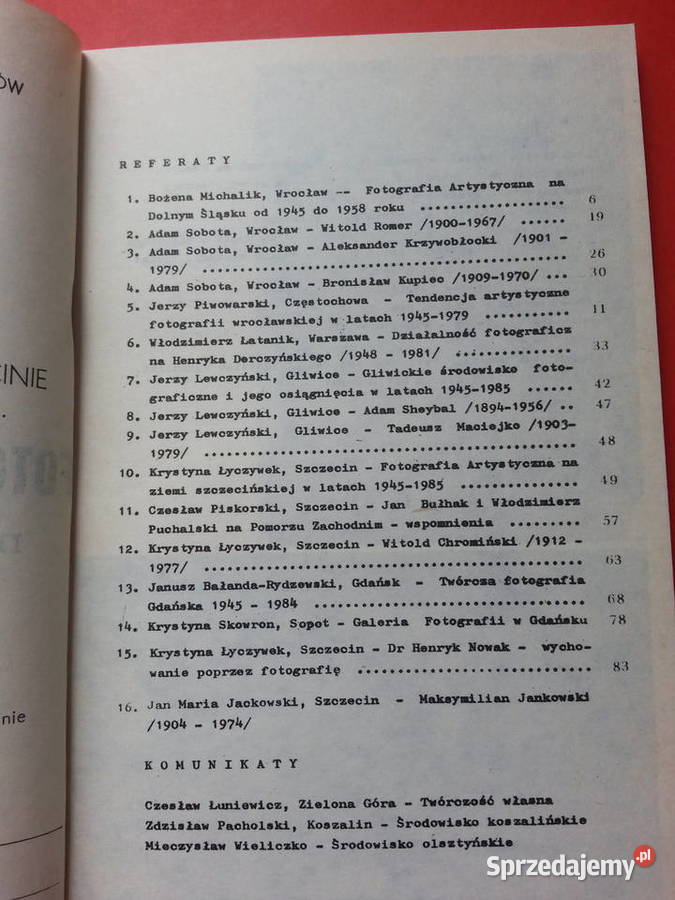 ÓW
CINIE
nie
REFERATY
1. Bożena Michalik, Wrocław -- Fotografia Artystyczna na
Dolnym Śląsku od 1945 do 1958 roku .................... 6
2. Adam Sobota, Wrocław - Witold Romer /1900-1967/ ...... 19
3. Adam Sobota, Wrocław - Aleksander Krzywobłocki /1901 -
1979/ .................................................. 26
4. Adam Sobota, Wrocław - Bronisław Kupiec /1909-1970/ ... 30
5. Jerzy Piwowarski, Częstochowa - Tendencja artystyczne
fotografii wrocławskiej w latach 1945-1979 ............ 11
6. Włodzimierz Łatanik, Warszawa - Działalność fotograficz
na Henryka Derczyńskiego /1948 - 1981/ ............... 33
7. Jerzy Lewczyński, Gliwice - Gliwickie środowisko foto-
graficzne i jego osiągnięcia w latach 1945-1985 ...... 42
8. Jerzy Lewczyński, Gliwice - Adam Sheybal /1894-1956/ .. 47
9. Jerzy Lewczyński, Gliwice - Tadeusz Maciejko /1903-
1979/ .................................................. 48
10. Krystyna Łyczywek, Szczecin - Fotografia Artystyczna na
ziemi szczecińskiej w latach 1945-1985 ................ 49
11. Czesław Piskorski, Szczecin - Jan Bułhak i Włodzimierz
Puchalski na Pomorzu Zachodnim - wspomnienia ......... 57
12. Krystyna Łyczywek, Szczecin - Witold Chromiński /1912 -
1977/ .................................................. 63
13. Janusz Bałanda-Rydzewski, Gdańsk - Twórcza fotografia
Gdańska 1945 - 1984 ................................... 68
14. Krystyna Skowron, Sopot - Galeria Fotografii w Gdańsku 78
15. Krystyna Łyczywek, Szczecin - Dr Henryk Nowak - wycho-
wanie poprzez fotografię .............................. 83
16. Jan Maria Jackowski, Szczecin - Maksymilian Jankowski
/1904 - 1974/
KOMUNIKATY
Czesław Łuniewicz, Zielona Góra - Twórczość własna
Zdzisław Pacholski, Koszalin - Środowisko koszalińskie
Mieczysław Wieliczko - Środowisko olsztyńskie
Sprzedajemy.pl